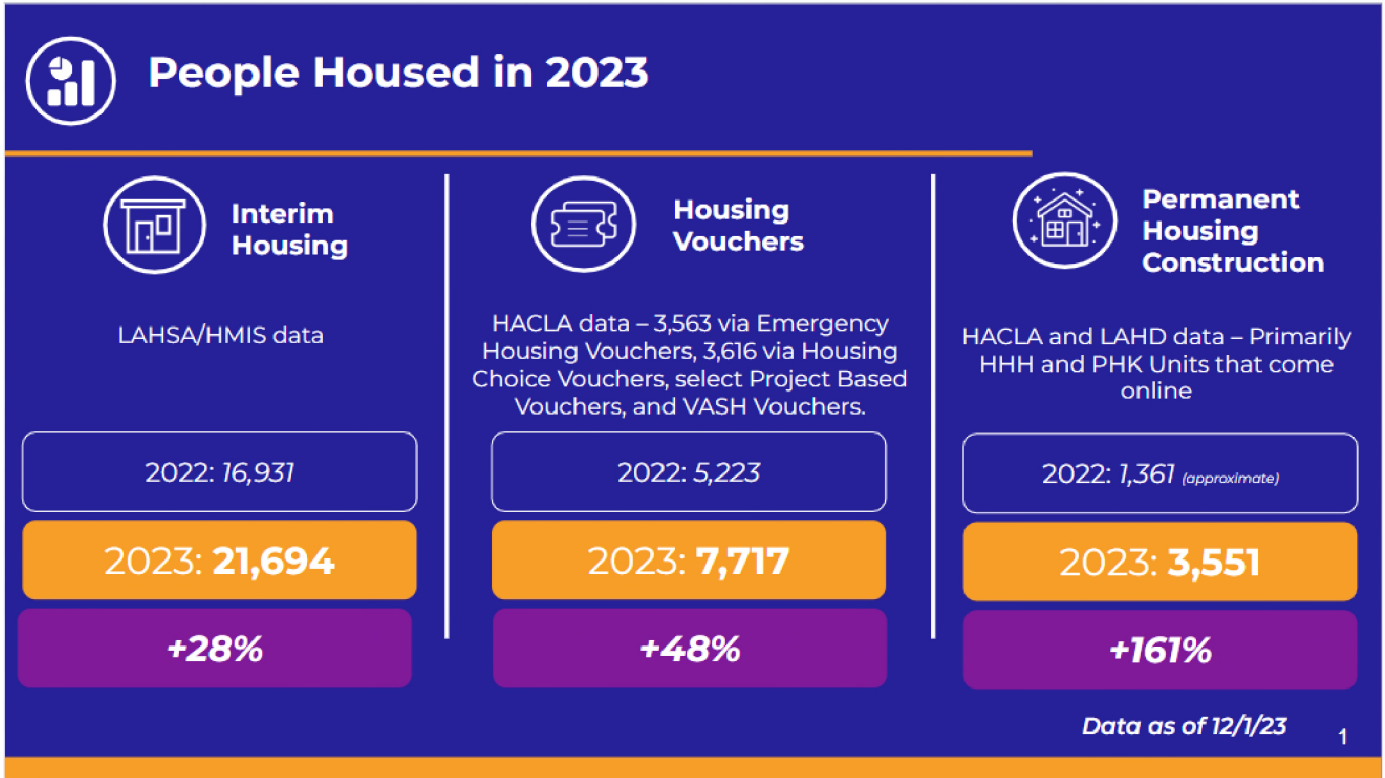 People Housed in 2023
Interim
Housing
LAHSA/HMIS data
2022: 16,931
2023: 21,694
+28%
Housing
Vouchers
HACLA data – 3,563 via Emergency
Housing Vouchers, 3,616 via Housing
Choice Vouchers, select Project Based
Vouchers, and VASH Vouchers.
2022: 5,223
2023: 7,717
+48%
Permanent
Housing
Construction
HACLA and LAHD data – Primarily
HHH and PHK Units that come
online
2022: 1,361 (approximate)
2023: 3,551
+161%
Data as of 12/1/23
1